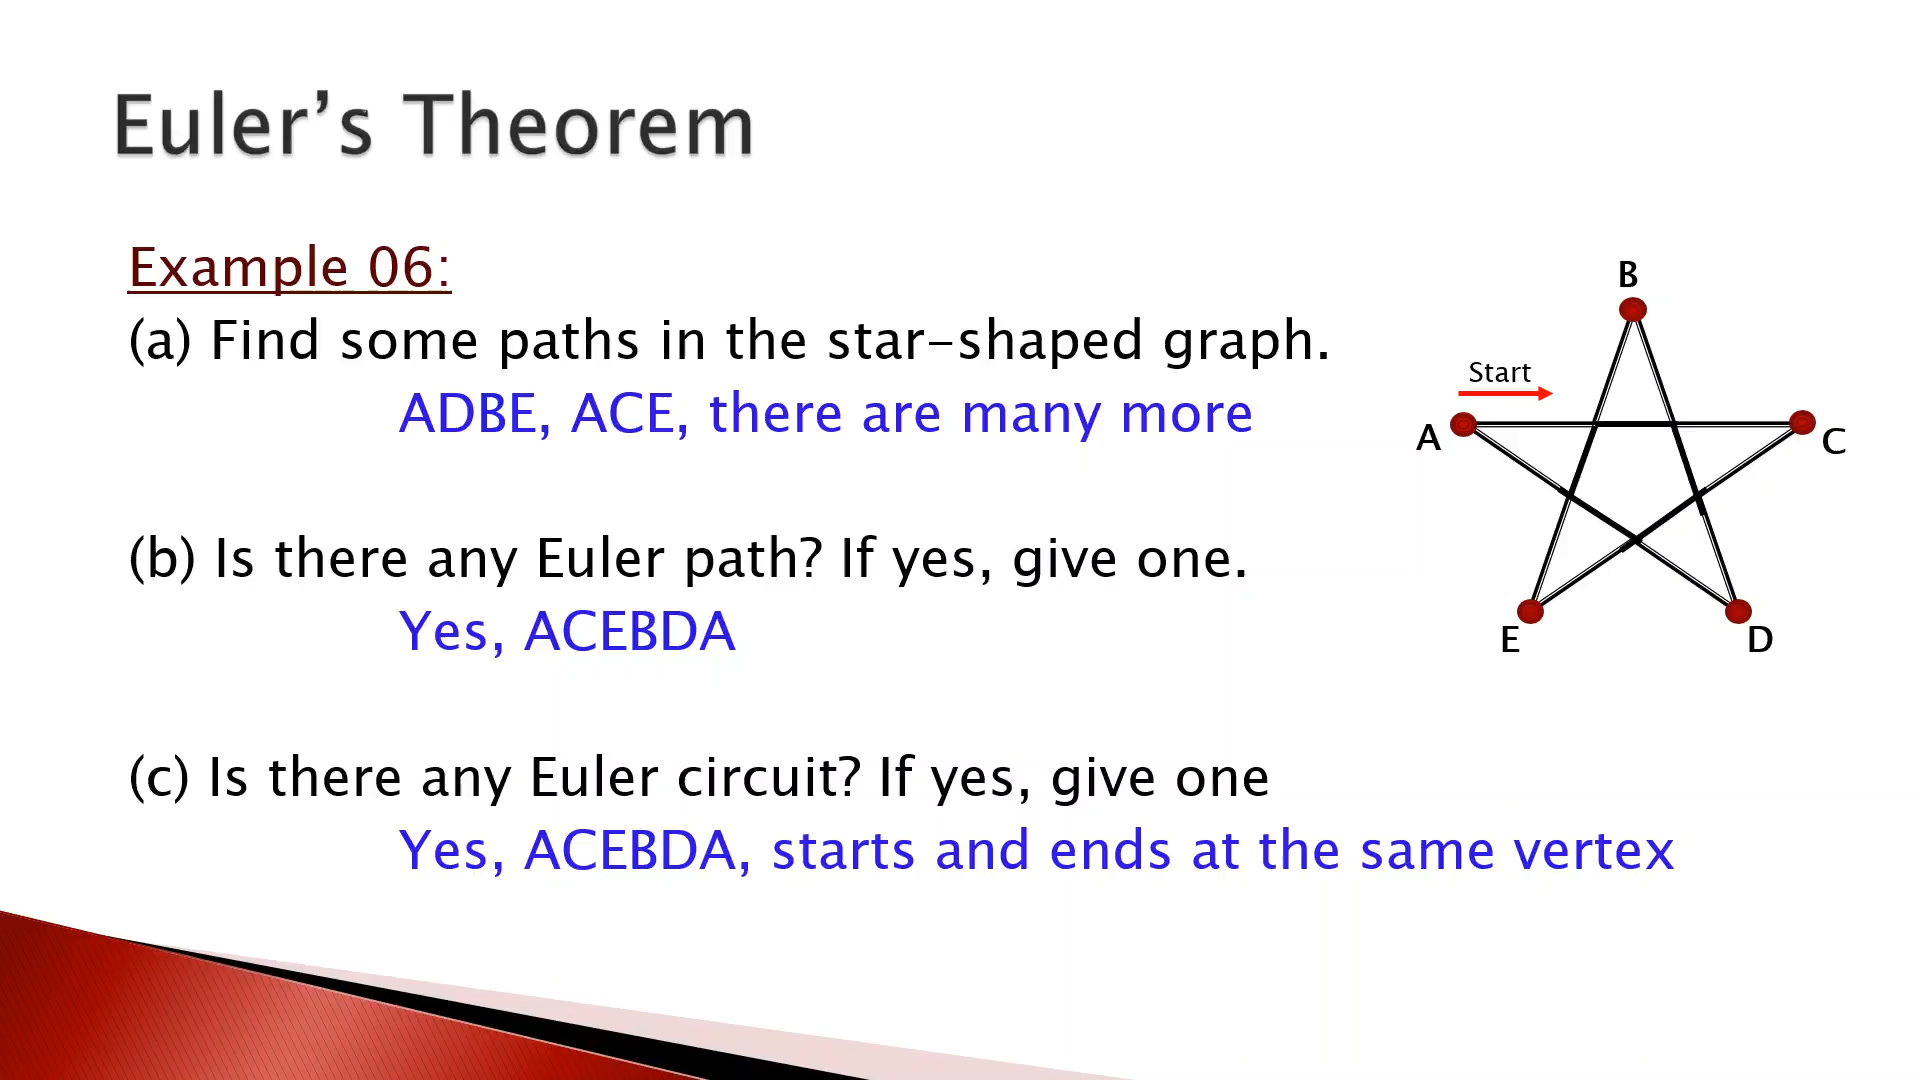 Euler’s Theorem
Example 06:
(a) Find some paths in the star-shaped graph.
ADBE, ACE, there are many more
(b) Is there any Euler path? If yes, give one.
Yes, ACEBDA
(c) Is there any Euler circuit? If yes, give one
Yes, ACEBDA, starts and ends at the same vertex
B
Start
A
C
E
D